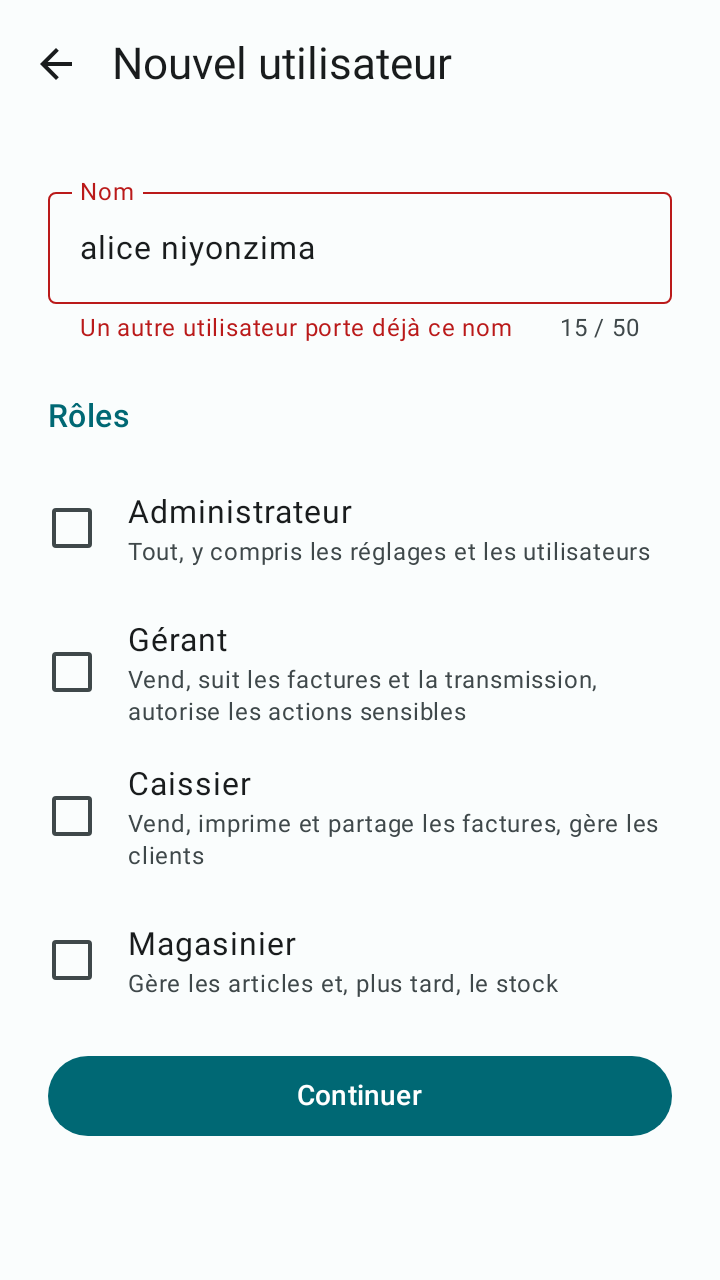 Nouvel utilisateur
Nom
alice niyonzima
Un autre utilisateur porte déjà ce nom 15 / 50
Rôles
Administrateur
Tout, y compris les réglages et les utilisateurs
Gérant
Vend, suit les factures et la transmission,
autorise les actions sensibles
Caissier
Vend, imprime et partage les factures, gère les
clients
Magasinier
Gère les articles et, plus tard, le stock
Continuer